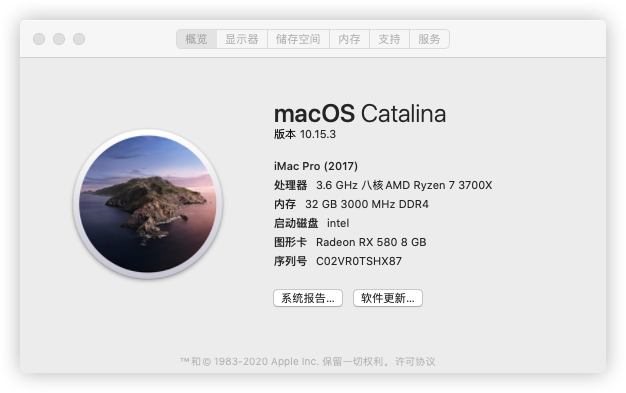 概览 显示器 储存空间 内存 支持 服务
macOS Catalina
版本 10.15.3
iMac Pro (2017)
处理器 3.6 GHz 八核AMD Ryzen 7 3700X
内存 32 GB 3000 MHz DDR4
启动磁盘 intel
图形卡 Radeon RX 580 8 GB
序列号 C02VR0TSHX87
系统报告... 软件更新...
™和© 1983-2020 Apple Inc. 保留一切权利。许可协议